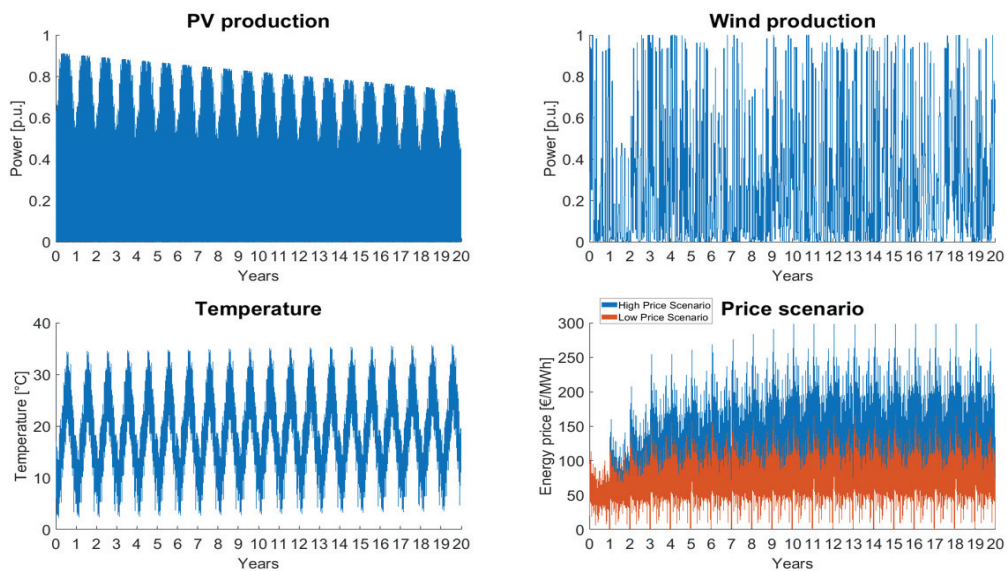 PV production
Power [p.u.]
1
0.8
0.6
0.4
0.2
0
0 1 2 3 4 5 6 7 8 9 10 11 12 13 14 15 16 17 18 19 20
Years
Wind production
Power [p.u.]
1
0.8
0.6
0.4
0.2
0
0 1 2 3 4 5 6 7 8 9 10 11 12 13 14 15 16 17 18 19 20
Years
Temperature
Temperature [°C]
40
30
20
10
0
0 1 2 3 4 5 6 7 8 9 10 11 12 13 14 15 16 17 18 19 20
Years
Price scenario
High Price Scenario
Low Price Scenario
Energy price [€/MWh]
300
250
200
150
100
50
0
0 1 2 3 4 5 6 7 8 9 10 11 12 13 14 15 16 17 18 19 20
Years